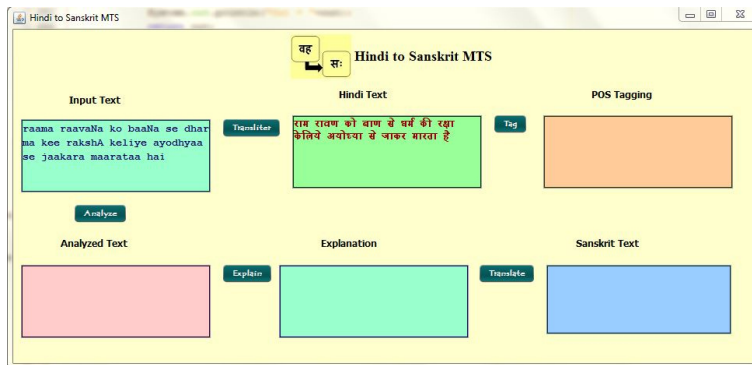 Hindi to Sanskrit MTS
वह
सः
Hindi to Sanskrit MTS
Input Text
Hindi Text
POS Tagging
raama raavaNa ko baaNa se dhar
ma kee rakshA keliye ayodhyaa
se jaakara maarataa hai
Transliter
राम रावण को बाण से धर्म की रक्षा
केलिये अयोध्या से जाकर मारता है
Tag
Analyze
Analyzed Text
Explanation
Sanskrit Text
Explain
Translate